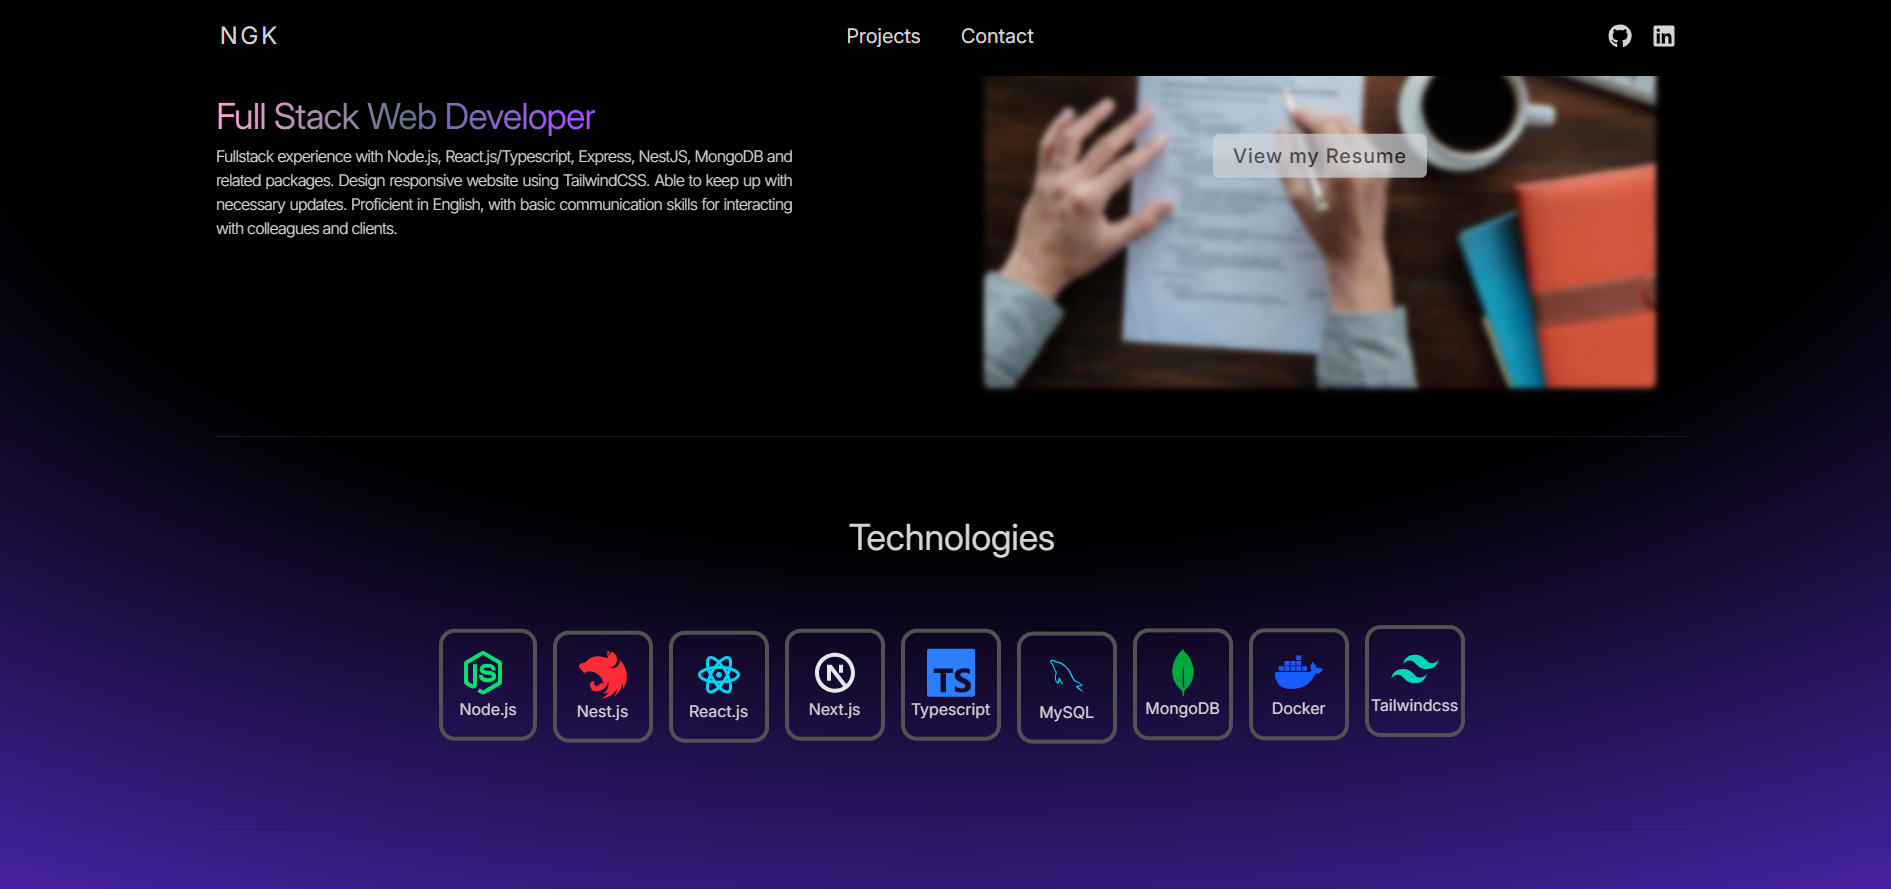 NGK
Projects
Contact
Full Stack Web Developer
Fullstack experience with Node.js, React.js/Typescript, Express, NestJS, MongoDB and
related packages. Design responsive website using TailwindCSS. Able to keep up with
necessary updates. Proficient in English, with basic communication skills for interacting
with colleagues and clients.
View my Resume
Technologies
Node.js
Nest.js
React.js
Next.js
TS
Typescript
MySQL
MongoDB
Docker
Tailwindcss